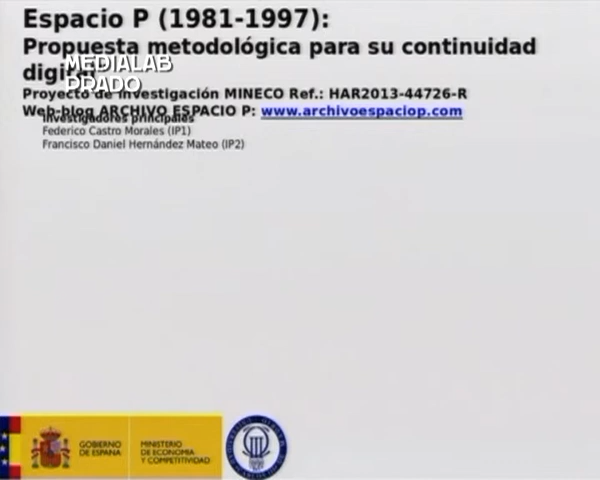 Espacio P (1981-1997):
Propuesta metodológica para su continuidad
digital
MEDIALAB
PRADO
Proyecto de Investigación MINECO Ref.: HAR2013-44726-R
Web-blog ARCHIVO ESPACIO P: www.archivoespaciop.com
Investigadores principales
Federico Castro Morales (IP1)
Francisco Daniel Hernández Mateo (IP2)
GOBIERNO
DE ESPAÑA
MINISTERIO
DE ECONOMÍA
Y COMPETITIVIDAD